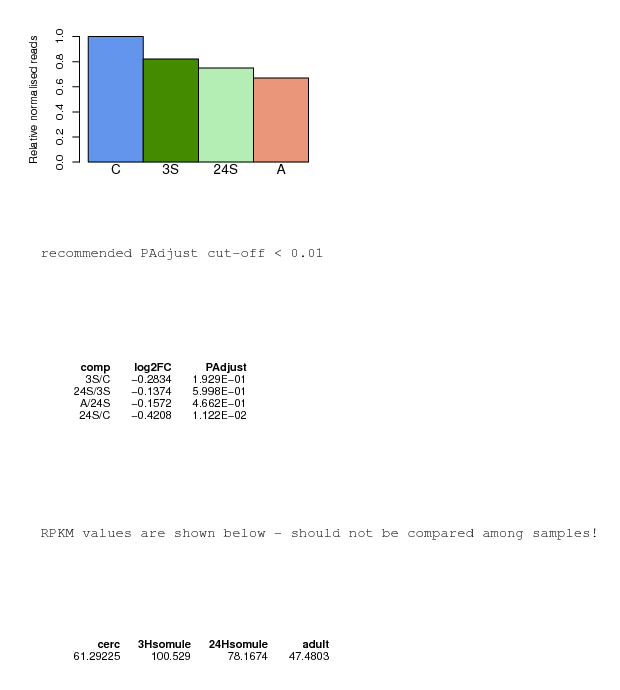 Relative normalised reads
1.0
0.8
0.6
0.4
0.2
0.0
C 3S 24S A
recommended PAdjust cut-off < 0.01
comp log2FC PAdjust
3S/C −0.2834 1.929E−01
24S/3S −0.1374 5.998E−01
A/24S −0.1572 4.662E−01
24S/C −0.4208 1.122E−02
RPKM values are shown below - should not be compared among samples!
cerc 3Hsomule 24Hsomule adult
61.29225 100.529 78.1674 47.4803